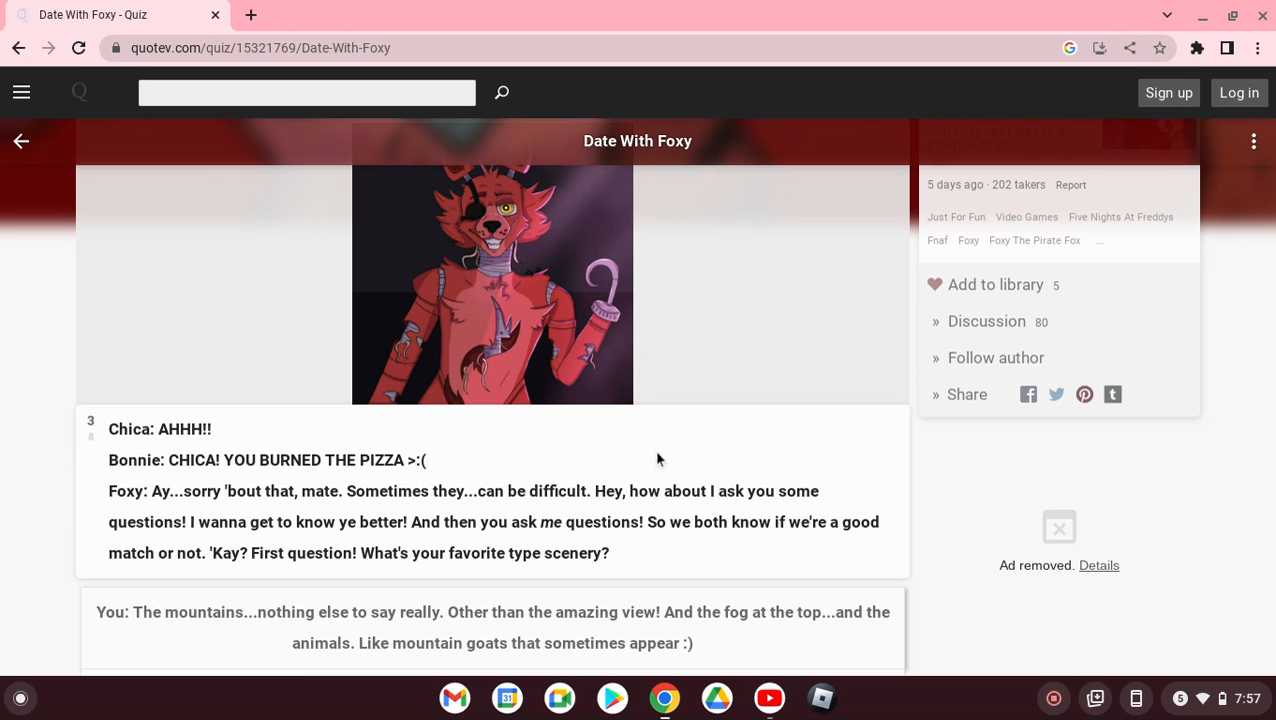 Date With Foxy - Quiz
quotev.com/quiz/15321769/Date-With-Foxy
Q
Sign up
Log in
Date With Foxy
5 days ago · 202 takers Report
Just For Fun Video Games Five Nights At Freddys
Fnaf Foxy Foxy The Pirate Fox ...
» Discussion 80
Add to library 5
» Follow author
» Share
3
8
Chica: AHHH!!
Bonnie: CHICA! YOU BURNED THE PIZZA >:(
Foxy: Ay...sorry 'bout that, mate. Sometimes they...can be difficult. Hey, how about I ask you some
questions! I wanna get to know ye better! And then you ask me questions! So we both know if we're a good
match or not. 'Kay? First question! What's your favorite type scenery?
Ad removed. Details
You: The mountains...nothing else to say really. Other than the amazing view! And the fog at the top...and the
animals. Like mountain goats that sometimes appear :)
31
5
7:57